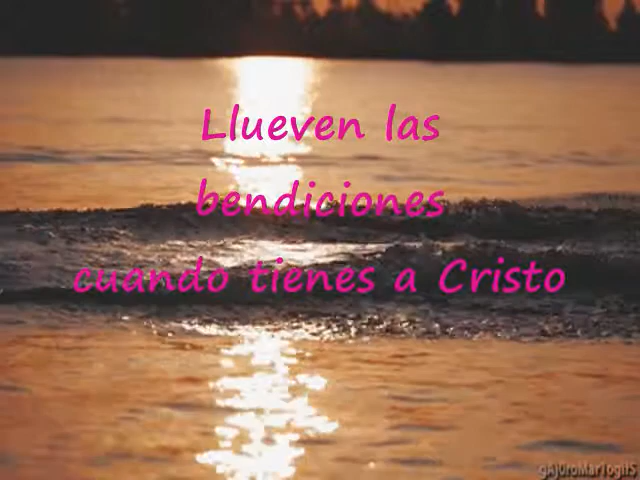 Llueven las
bendiciones
cuando tienes a Cristo